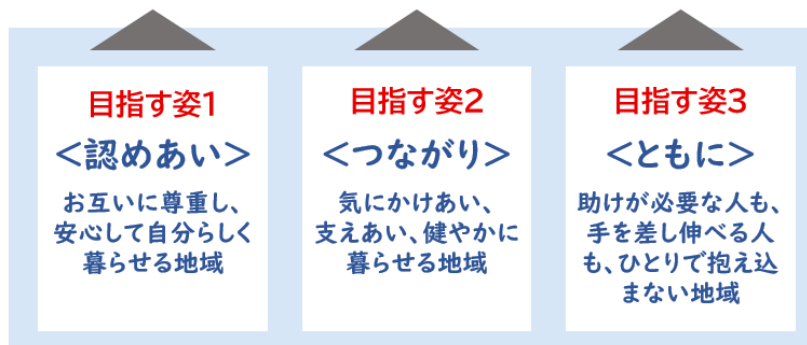 目指す姿1
<認めあい>
お互いに尊重し、
安心して自分らしく
暮らせる地域
目指す姿2
<つながり>
気にかけあい、
支えあい、健やかに
暮らせる地域
目指す姿3
<ともに>
助けが必要な人も、
手を差し伸べる人
も、ひとりで抱え込
まない地域